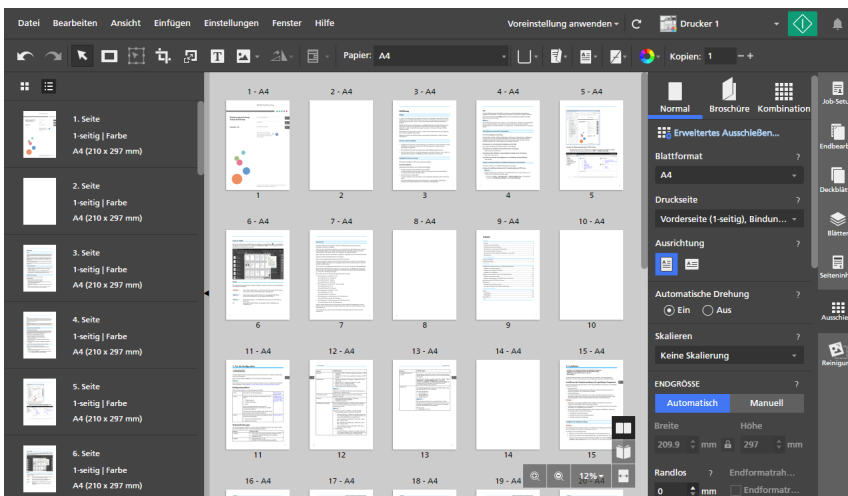 Datei Bearbeiten Ansicht Einfügen Einstellungen Fenster Hilfe Voreinstellung anwenden Drucker 1
Papier: A4 Kopien: 1 - +
1. Seite
1-seitig | Farbe
A4 (210 x 297 mm)
2. Seite
1-seitig | Farbe
A4 (210 x 297 mm)
3. Seite
1-seitig | Farbe
A4 (210 x 297 mm)
4. Seite
1-seitig | Farbe
A4 (210 x 297 mm)
5. Seite
1-seitig | Farbe
A4 (210 x 297 mm)
6. Seite
1-seitig | Farbe
A4 (210 x 297 mm)
1 - A4 2 - A4 3 - A4 4 - A4 5 - A4
1 2 3 4 5
6 - A4 7 - A4 8 - A4 9 - A4 10 - A4
6 7 8 9 10
11 - A4 12 - A4 13 - A4 14 - A4 15 - A4
11 12 13 14 15
16 - A4 17 - A4 18 - A4 19 - A4 20 - A4
12%
Normal Broschüre Kombination
Erweitertes Ausschießen...
Blattformat ?
A4
Druckseite ?
Vorderseite (1-seitig), Bindun...
Ausrichtung ?
Automatische Drehung ?
Ein Aus
Skalieren ?
Keine Skalierung
ENDGRÖSSE ?
Automatisch Manuell
Breite Höhe
209.9 mm 297 mm
Randlos ? Endformatrah...
0 mm Endformatr...
Job-Setu
Endbearb
Deckblät
Blätter
Seiteninh
Ausschie
Reinigu